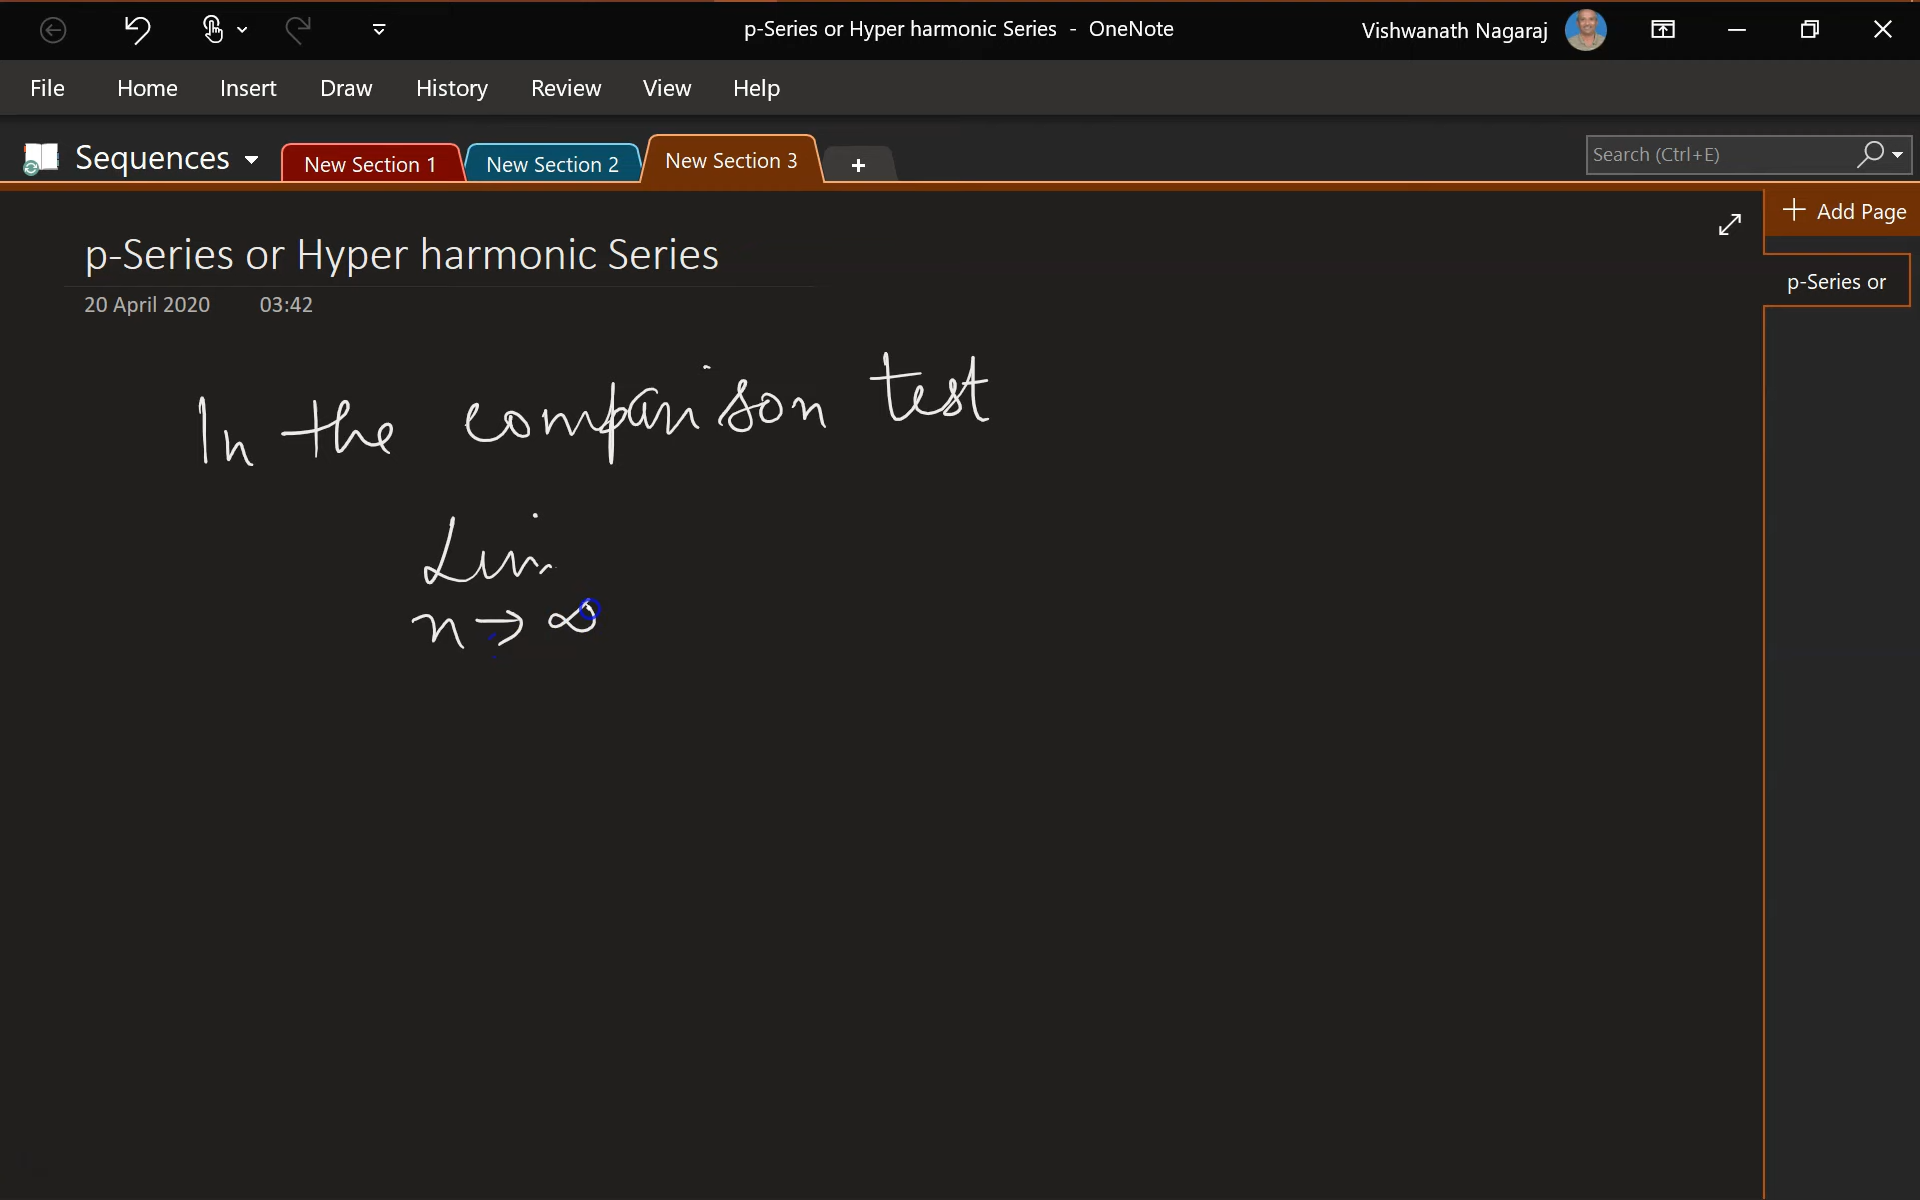 p-Series or Hyper harmonic Series - OneNote
Vishwanath Nagaraj
File Home Insert Draw History Review View Help
Sequences New Section 1 New Section 2 New Section 3 +
Search (Ctrl+E)
+ Add Page
p-Series or
p-Series or Hyper harmonic Series
20 April 2020 03:42
In the comparison test
Lim
n → ∞